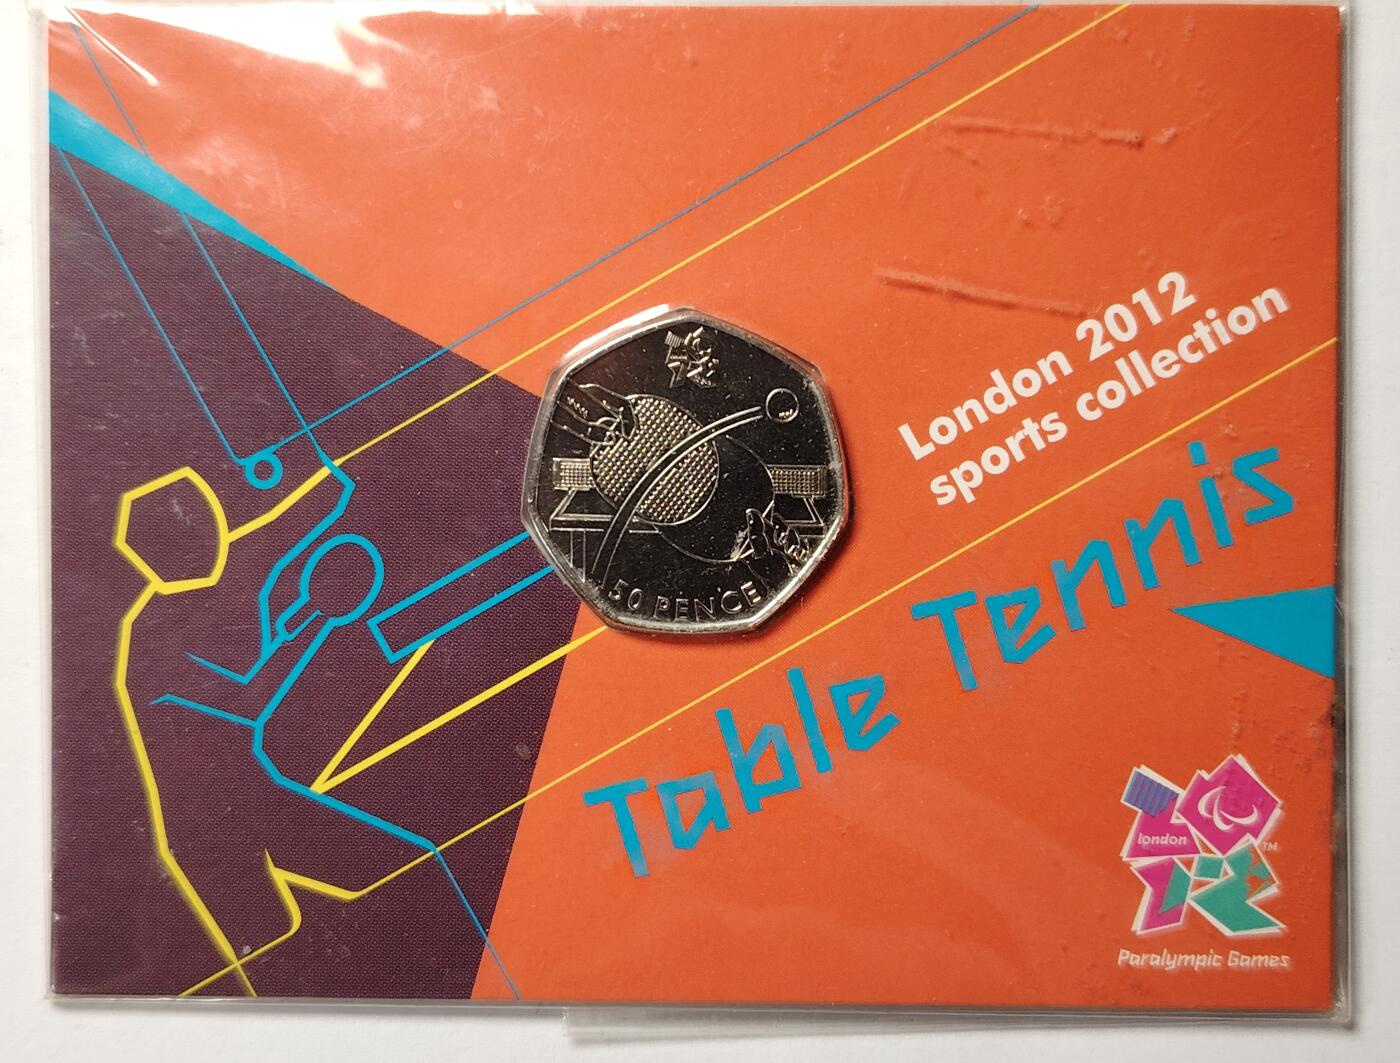 London 2012
sports collection
Table Tennis
50 PENCE
london
TM
Paralympic Games